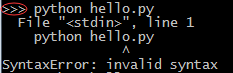 >>> python hello.py
File "<stdin>", line 1
python hello.py
^
SyntaxError: invalid syntax